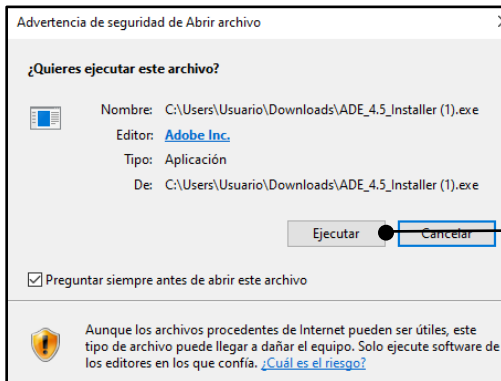 Advertencia de seguridad de Abrir archivo
¿Quieres ejecutar este archivo?
Nombre: C:\Users\Usuario\Downloads\ADE_4.5_Installer (1).exe
Editor: Adobe Inc.
Tipo: Aplicación
De: C:\Users\Usuario\Downloads\ADE_4.5_Installer (1).exe
Ejecutar Cancelar
Preguntar siempre antes de abrir este archivo
Aunque los archivos procedentes de Internet pueden ser útiles, este
tipo de archivo puede llegar a dañar el equipo. Solo ejecute software de
los editores en los que confía. ¿Cuál es el riesgo?